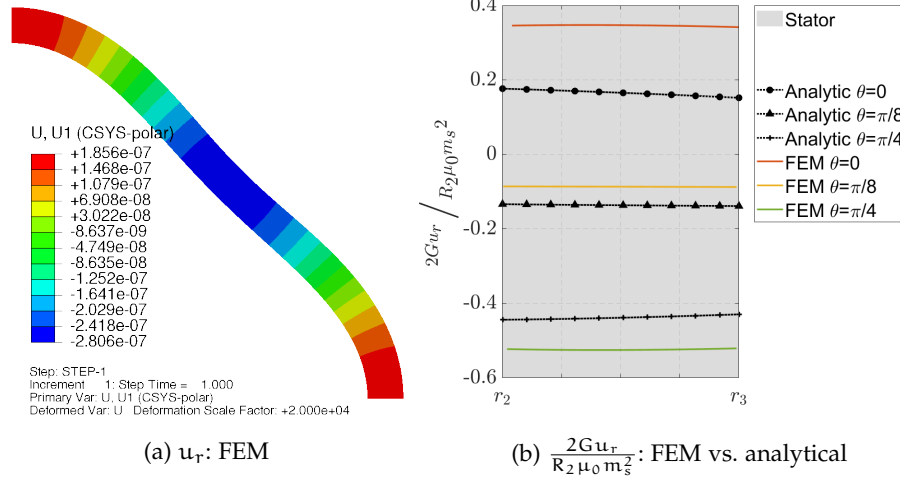 U, U1 (CSYS-polar)
+1.856e-07
+1.468e-07
+1.079e-07
+6.908e-08
+3.022e-08
-8.637e-09
-4.749e-08
-1.252e-07
-1.641e-07
-2.029e-07
-2.418e-07
-2.806e-07
Step: STEP-1
Increment 1: Step Time = 1.000
Primary Var: U, U1 (CSYS-polar)
Deformed Var: U Deformation Scale Factor: +2.000e+04
(a) u_r: FEM
2Gu_r / R_2μ_0m_s^2
0.4
0.2
0
-0.2
-0.4
-0.6
r_2
r_3
Stator
Analytic θ=0
Analytic θ=π/8
Analytic θ=π/4
FEM θ=0
FEM θ=π/8
FEM θ=π/4
(b) 2Gu_r/R_2μ_0m_s^2: FEM vs. analytical